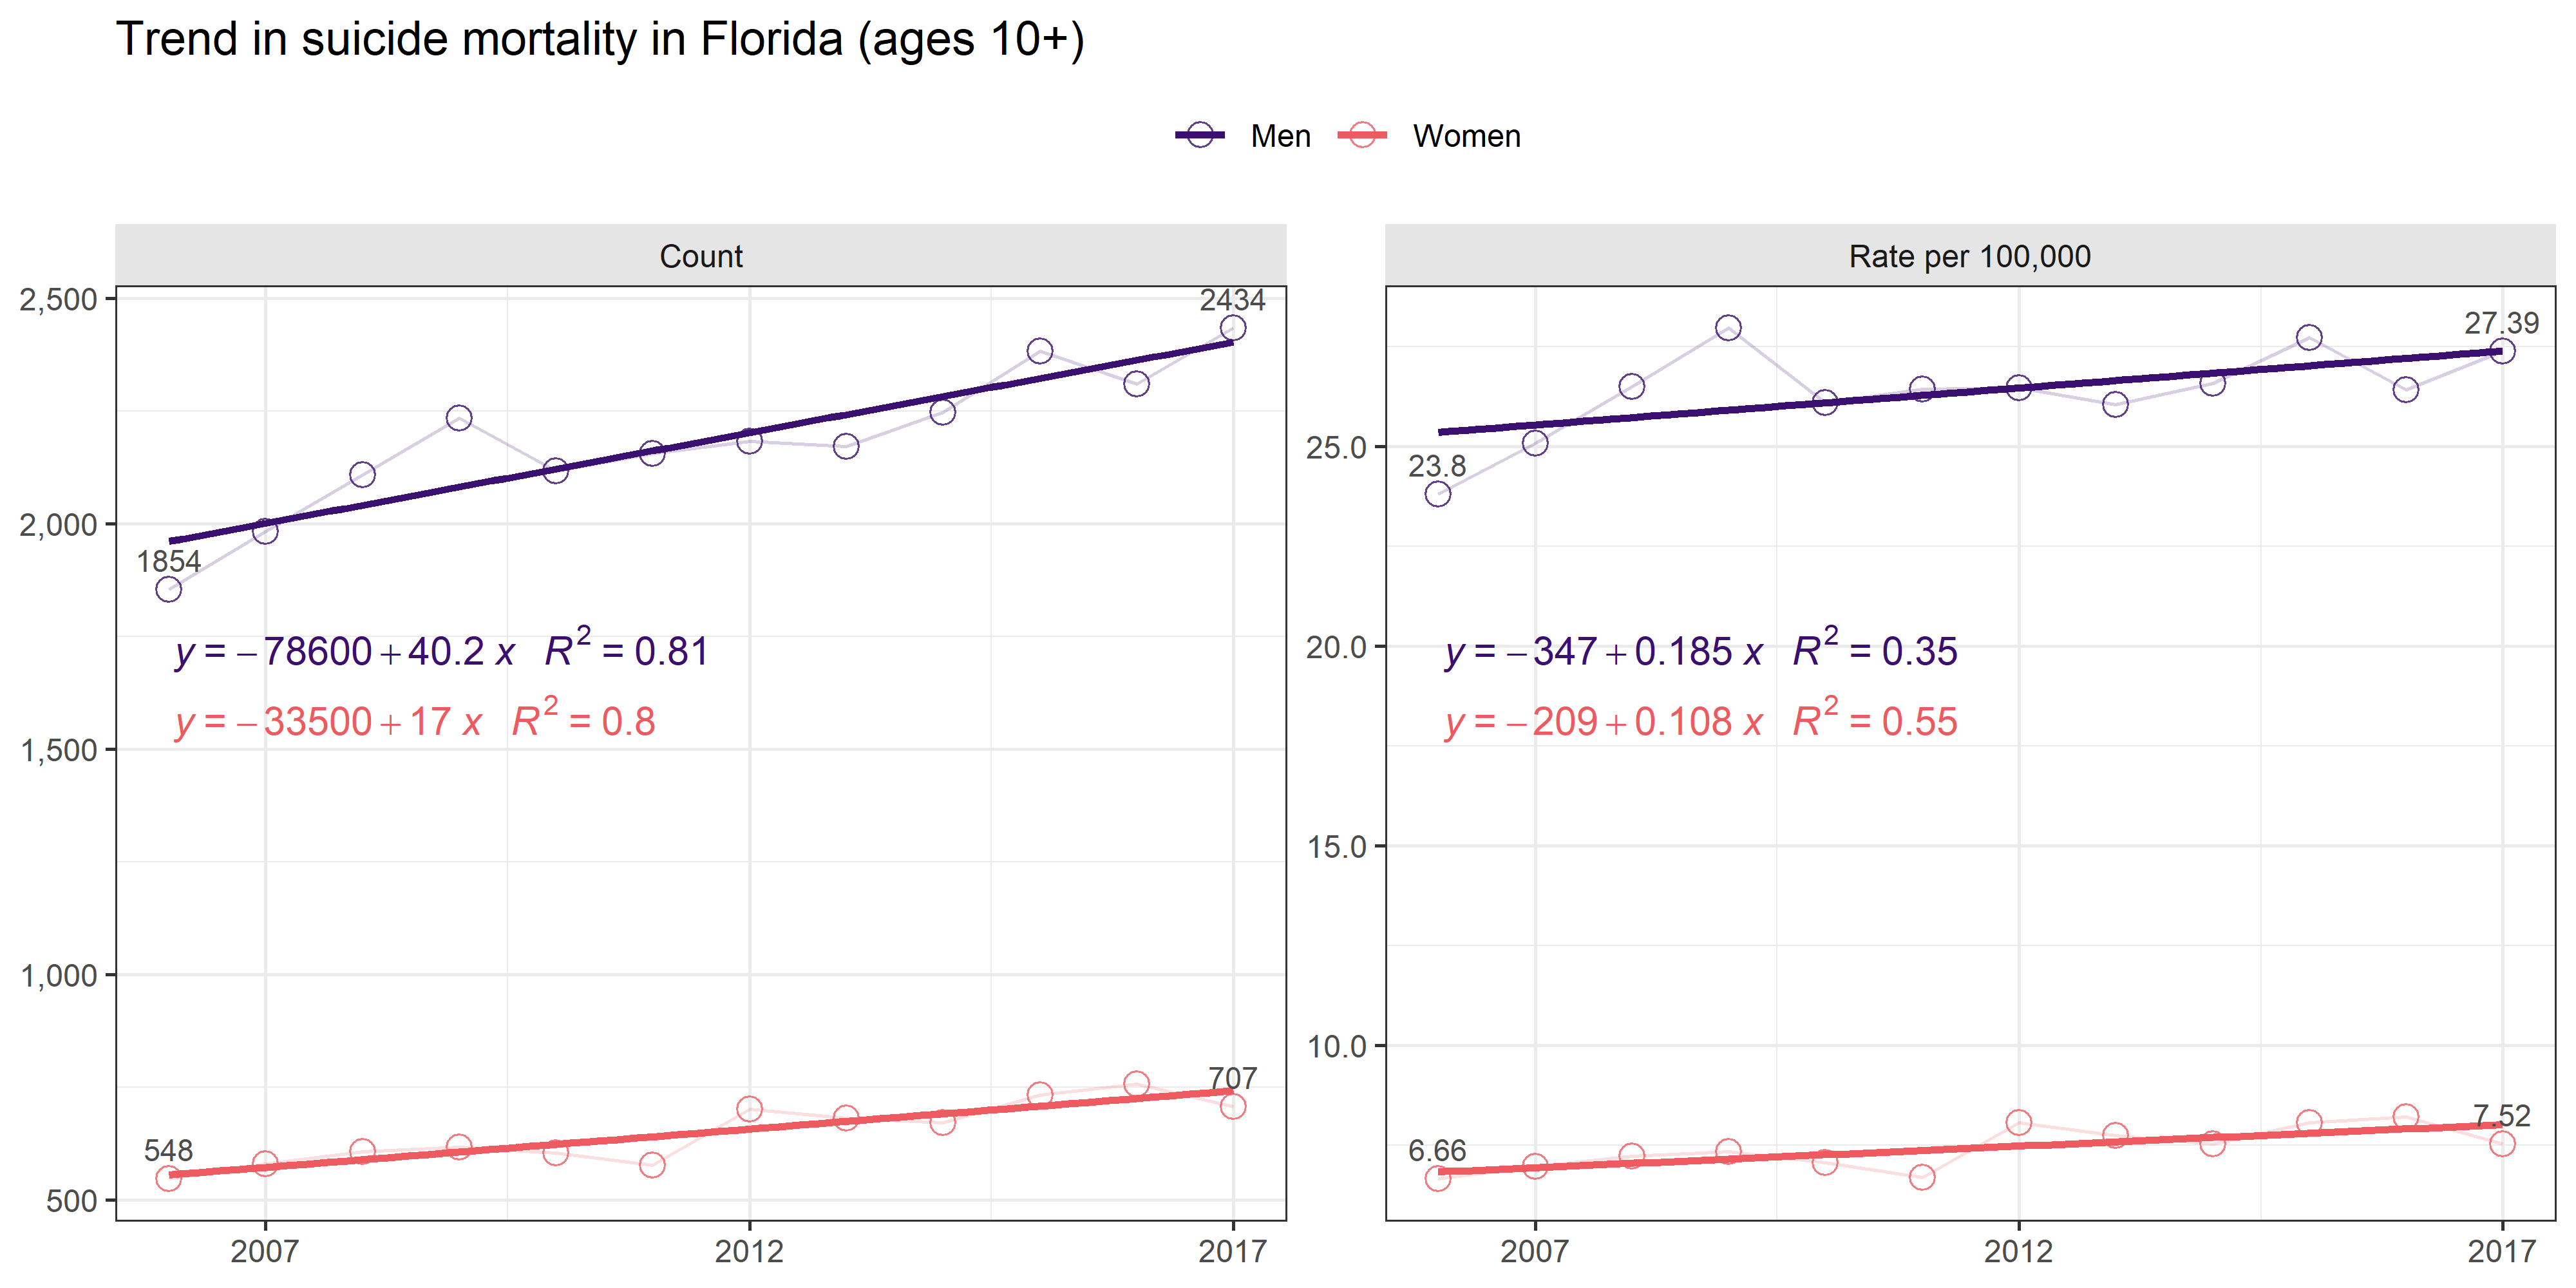 Trend in suicide mortality in Florida (ages 10+)
Men Women
Count
2,500
2,000
1,500
1,000
500
2434
1854
y = −78600 + 40.2 x R² = 0.81
y = −33500 + 17 x R² = 0.8
707
548
2007 2012 2017
Rate per 100,000
25.0
20.0
15.0
10.0
27.39
23.8
y = −347 + 0.185 x R² = 0.35
y = −209 + 0.108 x R² = 0.55
7.52
6.66
2007 2012 2017